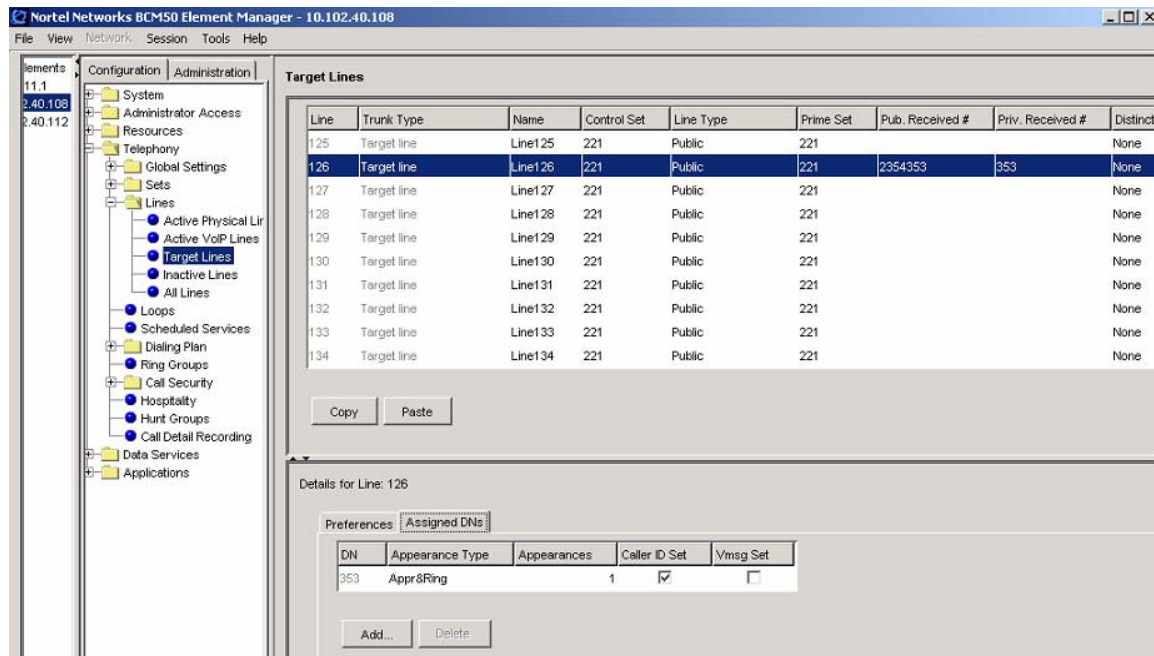 Nortel Networks BCM50 Element Manager - 10.102.40.108
File View Network Session Tools Help
lements
11.1
2.40.108
2.40.112
Configuration Administration
System
Administrator Access
Resources
Telephony
Global Settings
Sets
Lines
Active Physical Lir
Active VoIP Lines
Target Lines
Inactive Lines
All Lines
Loops
Scheduled Services
Dialing Plan
Ring Groups
Call Security
Hospitality
Hunt Groups
Call Detail Recording
Data Services
Applications
Target Lines
Line Trunk Type Name Control Set Line Type Prime Set Pub. Received # Priv. Received # Distinct
125 Target line Line125 221 Public 221 None
126 Target line Line126 221 Public 221 2354353 353 None
127 Target line Line127 221 Public 221 None
128 Target line Line128 221 Public 221 None
129 Target line Line129 221 Public 221 None
130 Target line Line130 221 Public 221 None
131 Target line Line131 221 Public 221 None
132 Target line Line132 221 Public 221 None
133 Target line Line133 221 Public 221 None
134 Target line Line134 221 Public 221 None
Copy Paste
Details for Line: 126
Preferences Assigned DNs
DN Appearance Type Appearances Caller ID Set Vmsg Set
353 Appr&Ring 1
Add... Delete